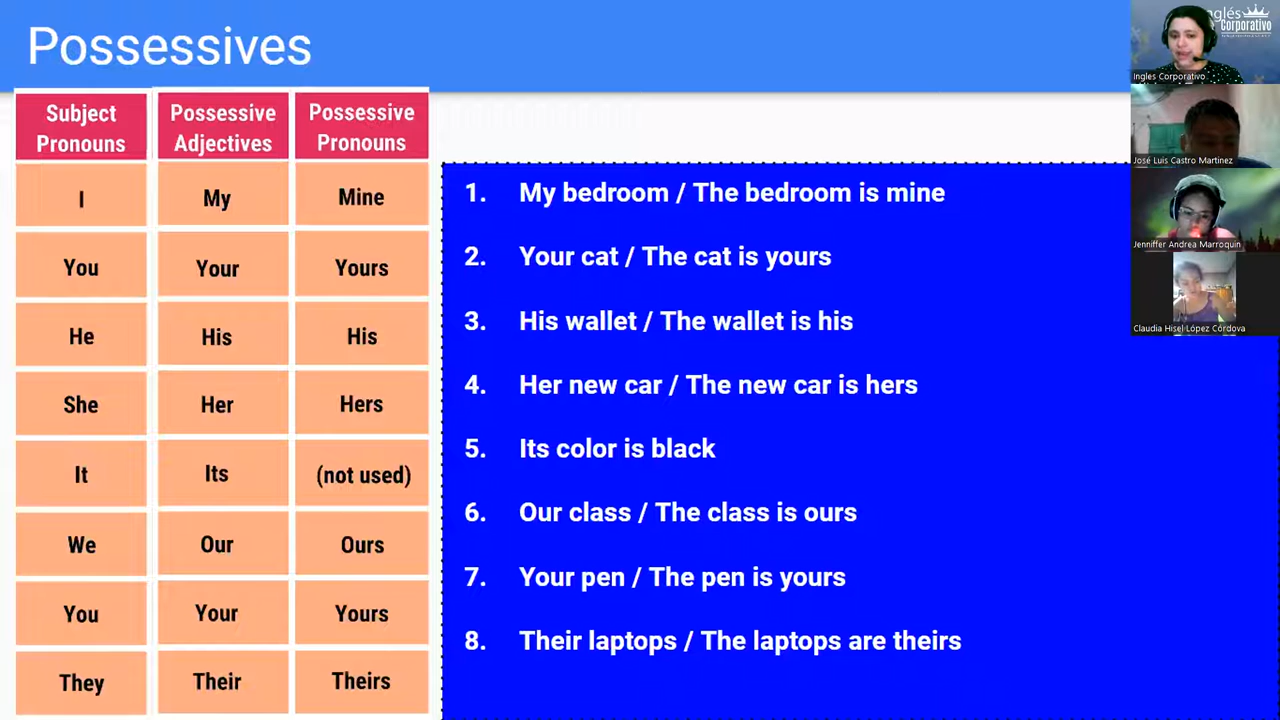 Possessives
Subject Pronouns
Possessive Adjectives
Possessive Pronouns
I
My
Mine
You
Your
Yours
He
His
His
She
Her
Hers
It
Its
(not used)
We
Our
Ours
You
Your
Yours
They
Their
Theirs
1. My bedroom / The bedroom is mine
2. Your cat / The cat is yours
3. His wallet / The wallet is his
4. Her new car / The new car is hers
5. Its color is black
6. Our class / The class is ours
7. Your pen / The pen is yours
8. Their laptops / The laptops are theirs
Corporativo
Ingles Corporativo
José Luis Castro Martinez
Jenniffer Andrea Marroquin
Claudia Hisel López Córdova